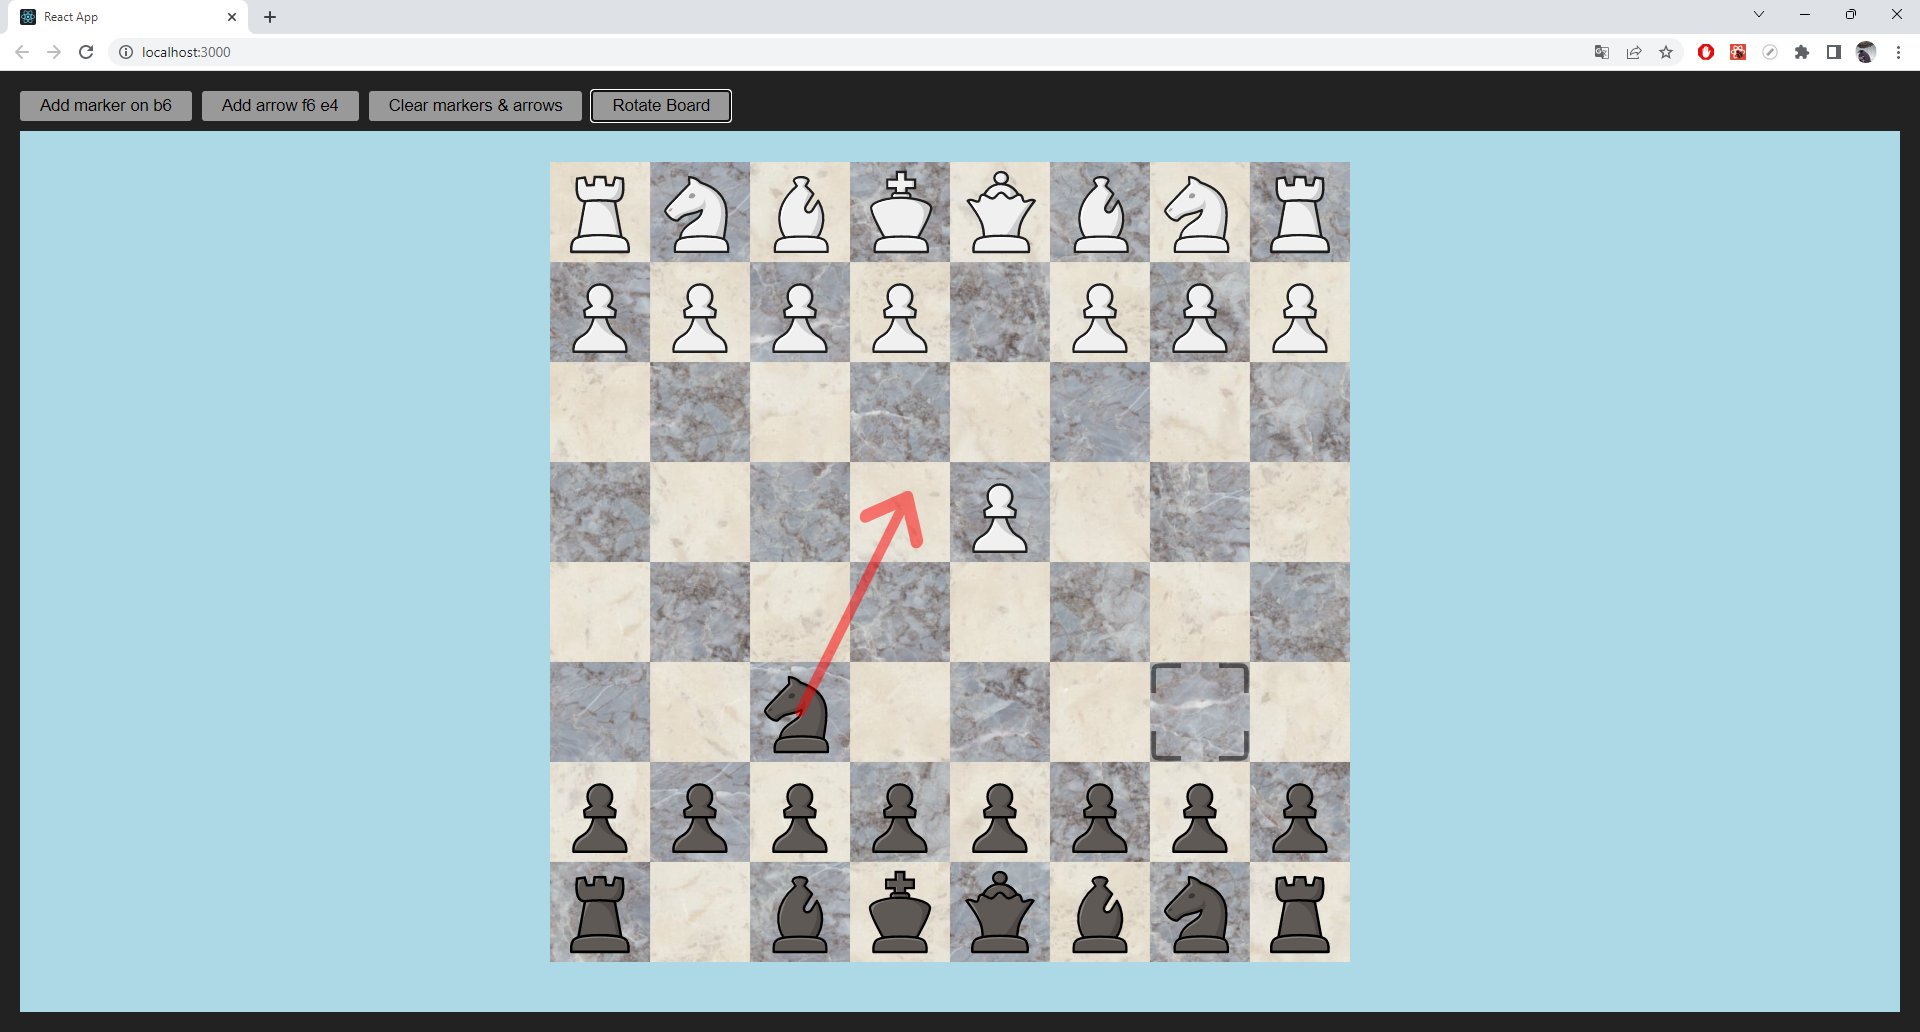 React App
localhost:3000
Add marker on b6 Add arrow f6 e4 Clear markers & arrows Rotate Board